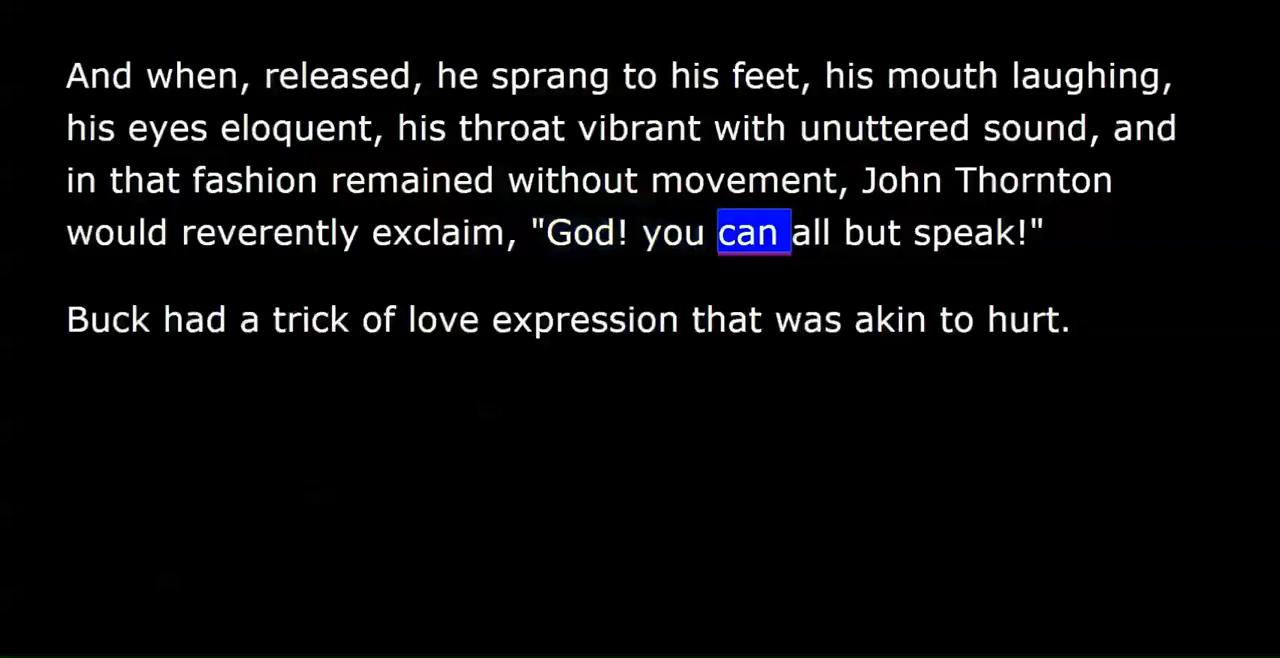 And when, released, he sprang to his feet, his mouth laughing,
his eyes eloquent, his throat vibrant with unuttered sound, and
in that fashion remained without movement, John Thornton
would reverently exclaim, "God! you can all but speak!"
Buck had a trick of love expression that was akin to hurt.